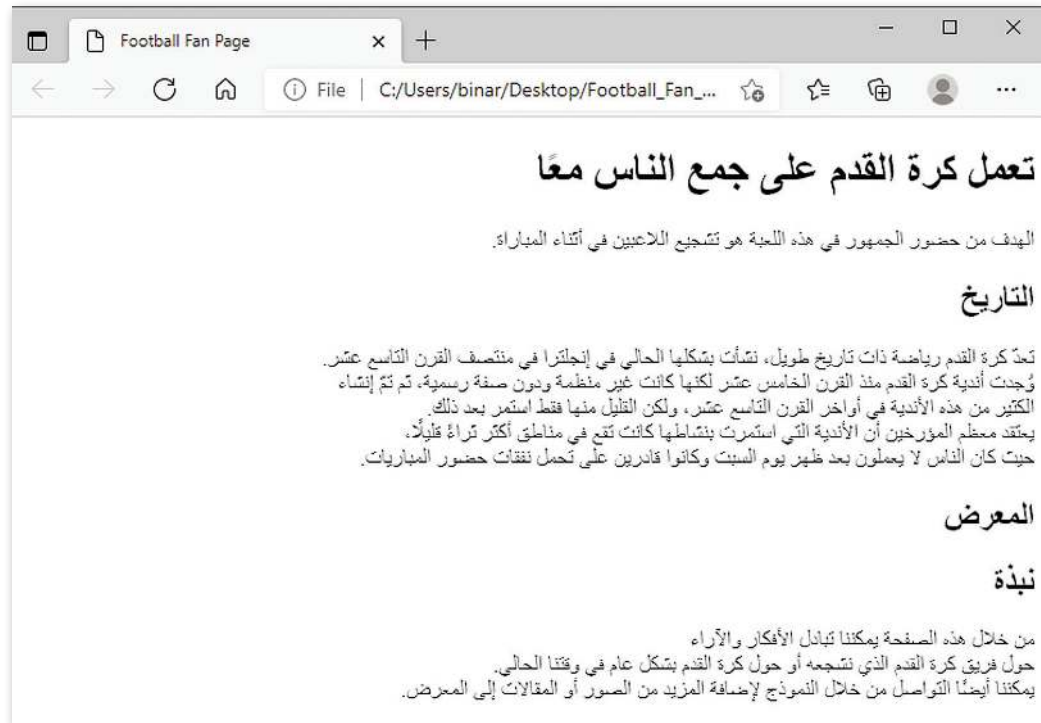 Football Fan Page
File | C:/Users/binar/Desktop/Football_Fan_...
تعمل كرة القدم على جمع الناس معًا
الهدف من حضور الجمهور في هذه اللعبة هو تشجيع اللاعبين في أثناء المباراة.
التاريخ
تعدّ كرة القدم رياضة ذات تاريخ طويل، نشأت بشكلها الحالي في إنجلترا في منتصف القرن التاسع عشر.
وُجدت أندية كرة القدم منذ القرن الخامس عشر لكنها كانت غير منظمة ودون صفة رسمية، ثم تمّ إنشاء
الكثير من هذه الأندية في أواخر القرن التاسع عشر، ولكن القليل منها فقط استمر بعد ذلك.
يعتقد معظم المؤرخين أن الأندية التي استمرت بنشاطها كانت تقع في مناطق أكثر ثراءً قليلًا،
حيث كان الناس لا يعملون بعد ظهر يوم السبت وكانوا قادرين على تحمل نفقات حضور المباريات.
المعرض
نبذة
من خلال هذه الصفحة يمكننا تبادل الأفكار والآراء
حول فريق كرة القدم الذي نشجعه أو حول كرة القدم بشكل عام في وقتنا الحالي.
يمكننا أيضًا التواصل من خلال النموذج لإضافة المزيد من الصور أو المقالات إلى المعرض.